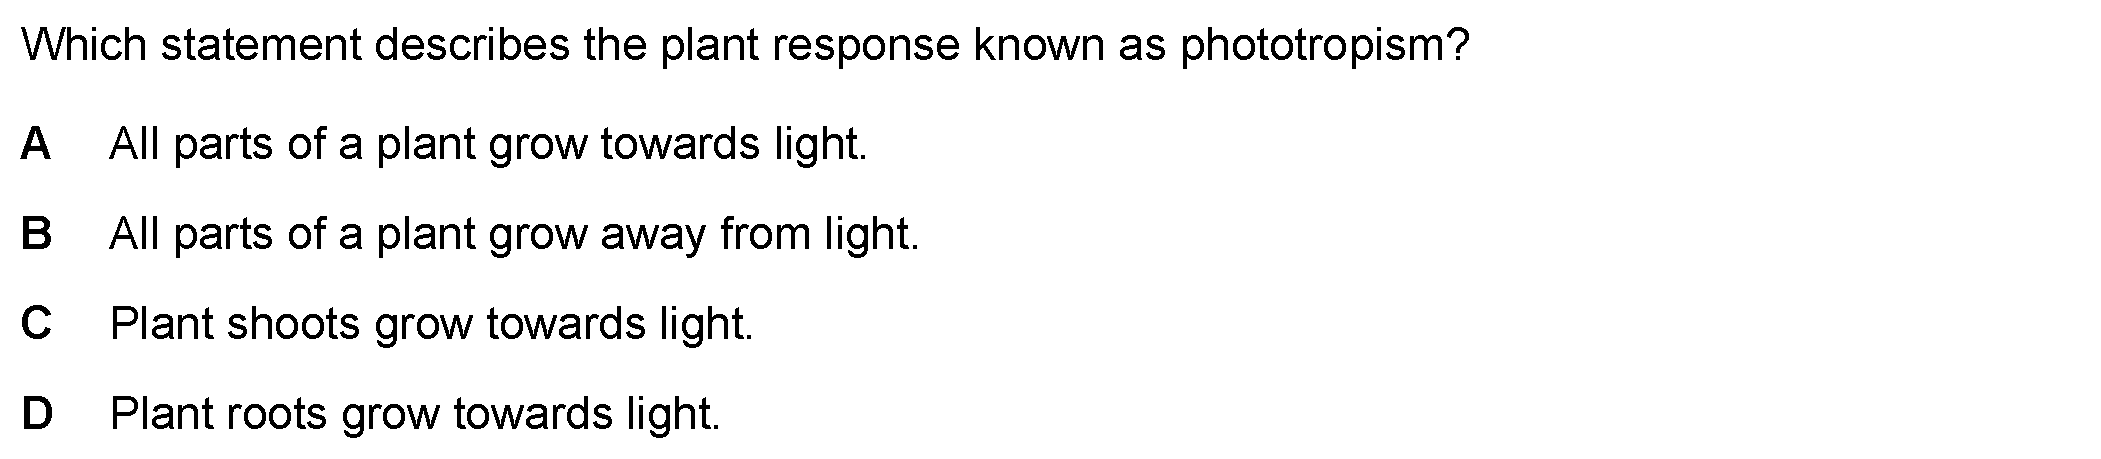 Which statement describes the plant response known as phototropism?
A All parts of a plant grow towards light.
B All parts of a plant grow away from light.
C Plant shoots grow towards light.
D Plant roots grow towards light.